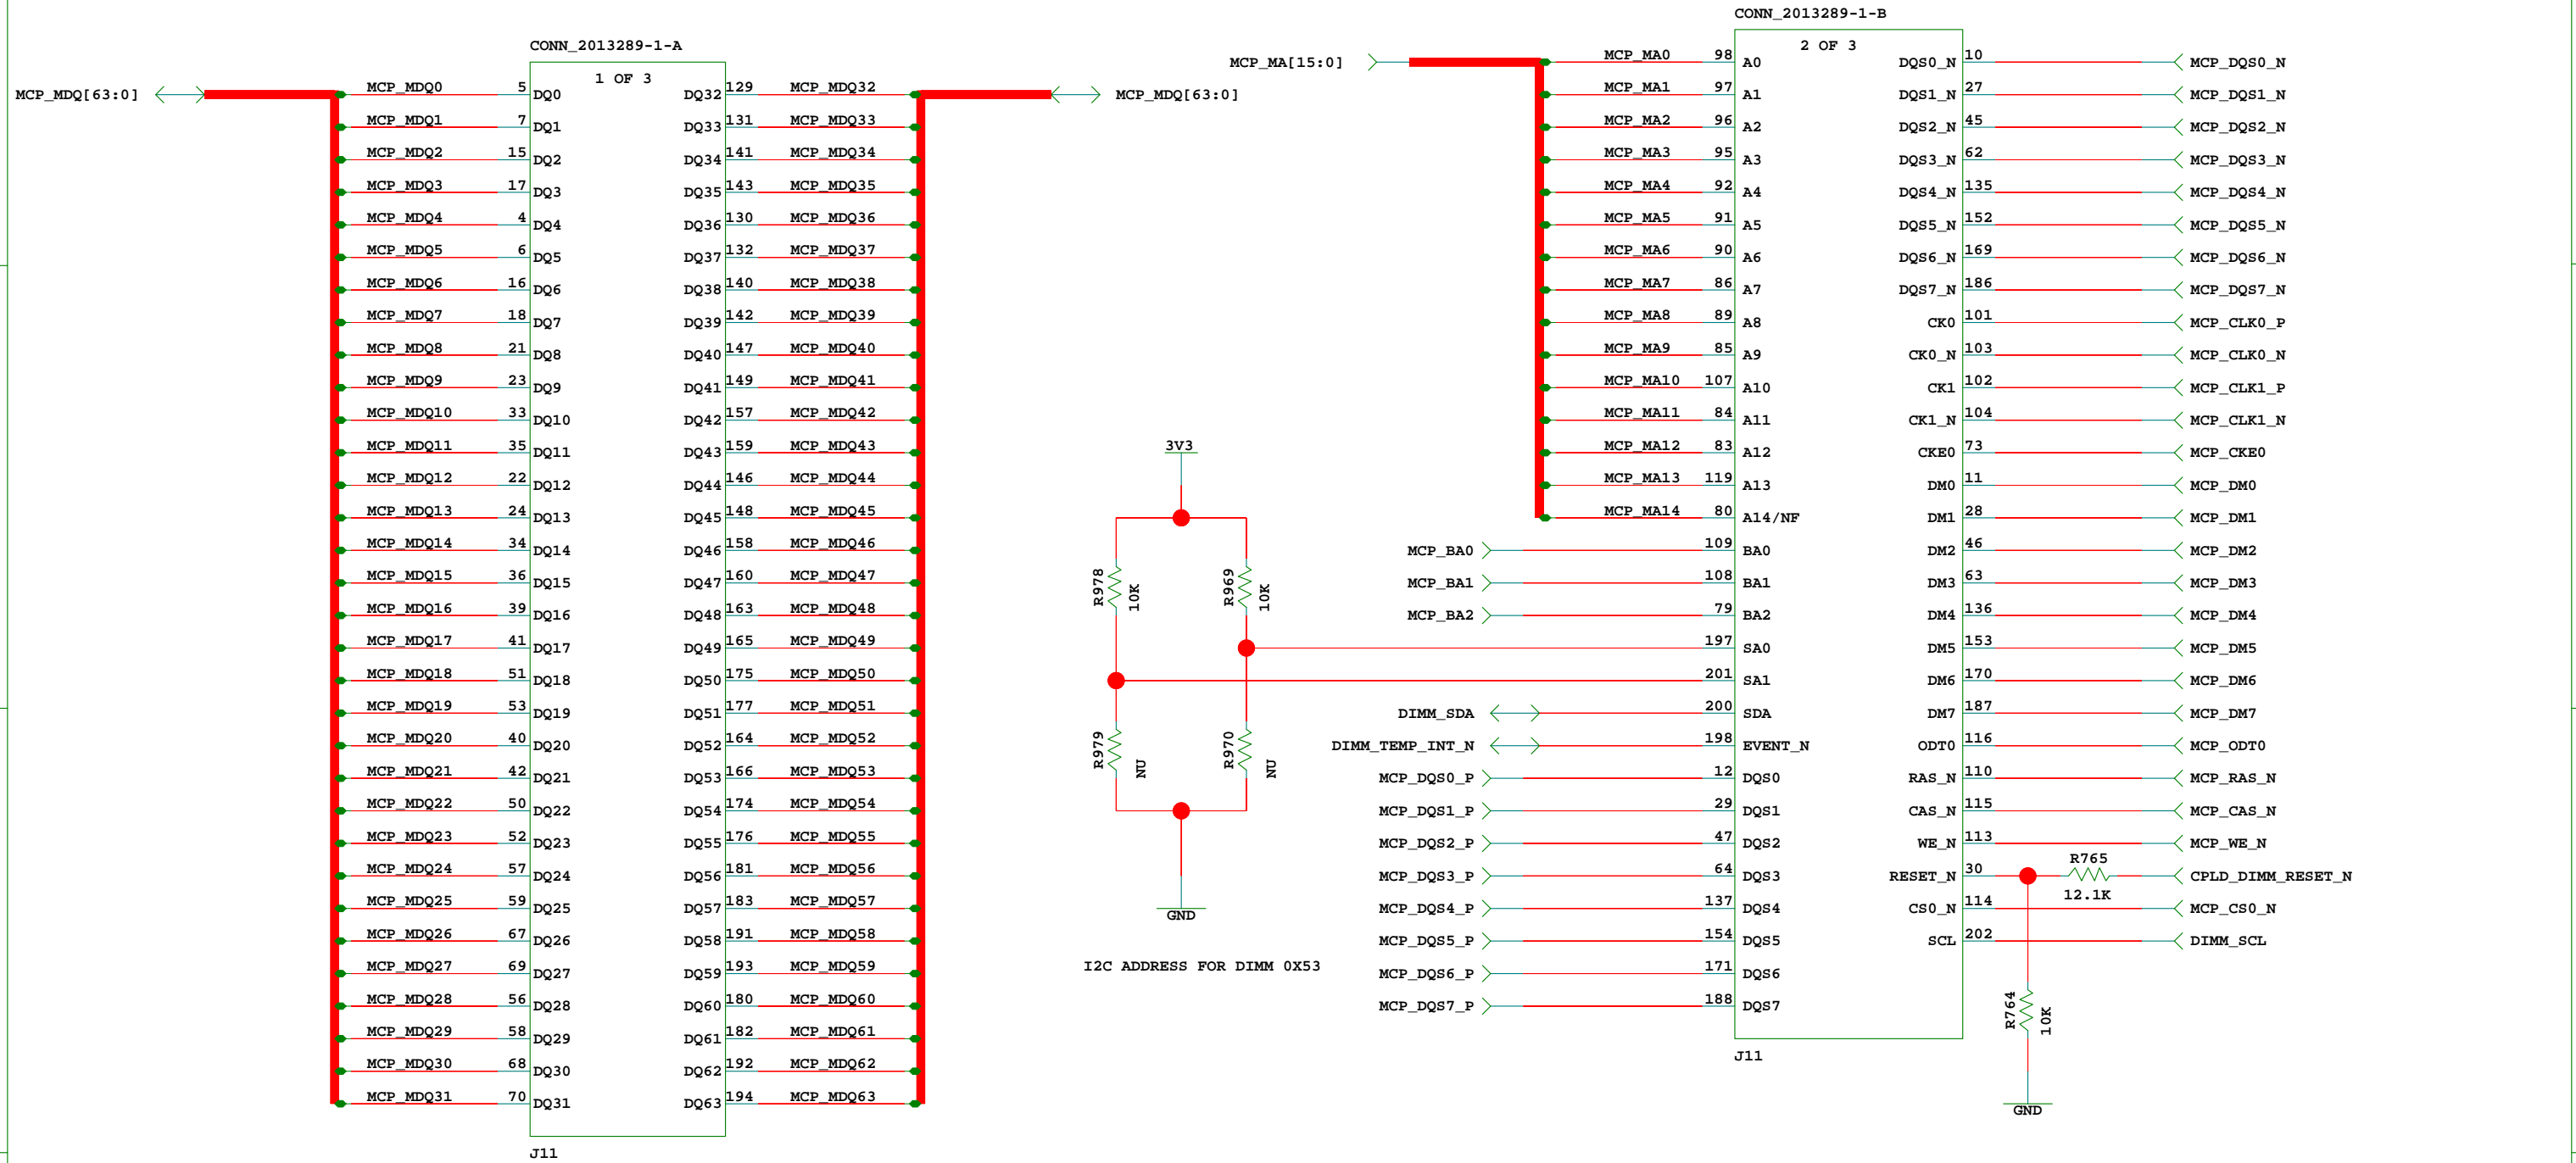 CONN_2013289-1-A
1 OF 3
MCP_MDQ[63:0]
MCP_MDQ[63:0]
MCP_MDQ0 5 DQ0 DQ32 129 MCP_MDQ32
MCP_MDQ1 7 DQ1 DQ33 131 MCP_MDQ33
MCP_MDQ2 15 DQ2 DQ34 141 MCP_MDQ34
MCP_MDQ3 17 DQ3 DQ35 143 MCP_MDQ35
MCP_MDQ4 4 DQ4 DQ36 130 MCP_MDQ36
MCP_MDQ5 6 DQ5 DQ37 132 MCP_MDQ37
MCP_MDQ6 16 DQ6 DQ38 140 MCP_MDQ38
MCP_MDQ7 18 DQ7 DQ39 142 MCP_MDQ39
MCP_MDQ8 21 DQ8 DQ40 147 MCP_MDQ40
MCP_MDQ9 23 DQ9 DQ41 149 MCP_MDQ41
MCP_MDQ10 33 DQ10 DQ42 157 MCP_MDQ42
MCP_MDQ11 35 DQ11 DQ43 159 MCP_MDQ43
MCP_MDQ12 22 DQ12 DQ44 146 MCP_MDQ44
MCP_MDQ13 24 DQ13 DQ45 148 MCP_MDQ45
MCP_MDQ14 34 DQ14 DQ46 158 MCP_MDQ46
MCP_MDQ15 36 DQ15 DQ47 160 MCP_MDQ47
MCP_MDQ16 39 DQ16 DQ48 163 MCP_MDQ48
MCP_MDQ17 41 DQ17 DQ49 165 MCP_MDQ49
MCP_MDQ18 51 DQ18 DQ50 175 MCP_MDQ50
MCP_MDQ19 53 DQ19 DQ51 177 MCP_MDQ51
MCP_MDQ20 40 DQ20 DQ52 164 MCP_MDQ52
MCP_MDQ21 42 DQ21 DQ53 166 MCP_MDQ53
MCP_MDQ22 50 DQ22 DQ54 174 MCP_MDQ54
MCP_MDQ23 52 DQ23 DQ55 176 MCP_MDQ55
MCP_MDQ24 57 DQ24 DQ56 181 MCP_MDQ56
MCP_MDQ25 59 DQ25 DQ57 183 MCP_MDQ57
MCP_MDQ26 67 DQ26 DQ58 191 MCP_MDQ58
MCP_MDQ27 69 DQ27 DQ59 193 MCP_MDQ59
MCP_MDQ28 56 DQ28 DQ60 180 MCP_MDQ60
MCP_MDQ29 58 DQ29 DQ61 182 MCP_MDQ61
MCP_MDQ30 68 DQ30 DQ62 192 MCP_MDQ62
MCP_MDQ31 70 DQ31 DQ63 194 MCP_MDQ63
J11
3V3
R978 10K
R969 10K
R979 NU
R970 NU
GND
I2C ADDRESS FOR DIMM 0X53
CONN_2013289-1-B
2 OF 3
MCP_MA[15:0]
MCP_MA0 98 A0 DQS0_N 10 MCP_DQS0_N
MCP_MA1 97 A1 DQS1_N 27 MCP_DQS1_N
MCP_MA2 96 A2 DQS2_N 45 MCP_DQS2_N
MCP_MA3 95 A3 DQS3_N 62 MCP_DQS3_N
MCP_MA4 92 A4 DQS4_N 135 MCP_DQS4_N
MCP_MA5 91 A5 DQS5_N 152 MCP_DQS5_N
MCP_MA6 90 A6 DQS6_N 169 MCP_DQS6_N
MCP_MA7 86 A7 DQS7_N 186 MCP_DQS7_N
MCP_MA8 89 A8 CK0 101 MCP_CLK0_P
MCP_MA9 85 A9 CK0_N 103 MCP_CLK0_N
MCP_MA10 107 A10 CK1 102 MCP_CLK1_P
MCP_MA11 84 A11 CK1_N 104 MCP_CLK1_N
MCP_MA12 83 A12 CKE0 73 MCP_CKE0
MCP_MA13 119 A13 DM0 11 MCP_DM0
MCP_MA14 80 A14/NF DM1 28 MCP_DM1
MCP_BA0 109 BA0 DM2 46 MCP_DM2
MCP_BA1 108 BA1 DM3 63 MCP_DM3
MCP_BA2 79 BA2 DM4 136 MCP_DM4
197 SA0 DM5 153 MCP_DM5
201 SA1 DM6 170 MCP_DM6
DIMM_SDA 200 SDA DM7 187 MCP_DM7
DIMM_TEMP_INT_N 198 EVENT_N ODT0 116 MCP_ODT0
MCP_DQS0_P 12 DQS0 RAS_N 110 MCP_RAS_N
MCP_DQS1_P 29 DQS1 CAS_N 115 MCP_CAS_N
MCP_DQS2_P 47 DQS2 WE_N 113 MCP_WE_N
MCP_DQS3_P 64 DQS3 RESET_N 30 R765 12.1K CPLD_DIMM_RESET_N
MCP_DQS4_P 137 DQS4 CS0_N 114 MCP_CS0_N
MCP_DQS5_P 154 DQS5 SCL 202 DIMM_SCL
MCP_DQS6_P 171 DQS6
MCP_DQS7_P 188 DQS7
R764 10K
GND
J11